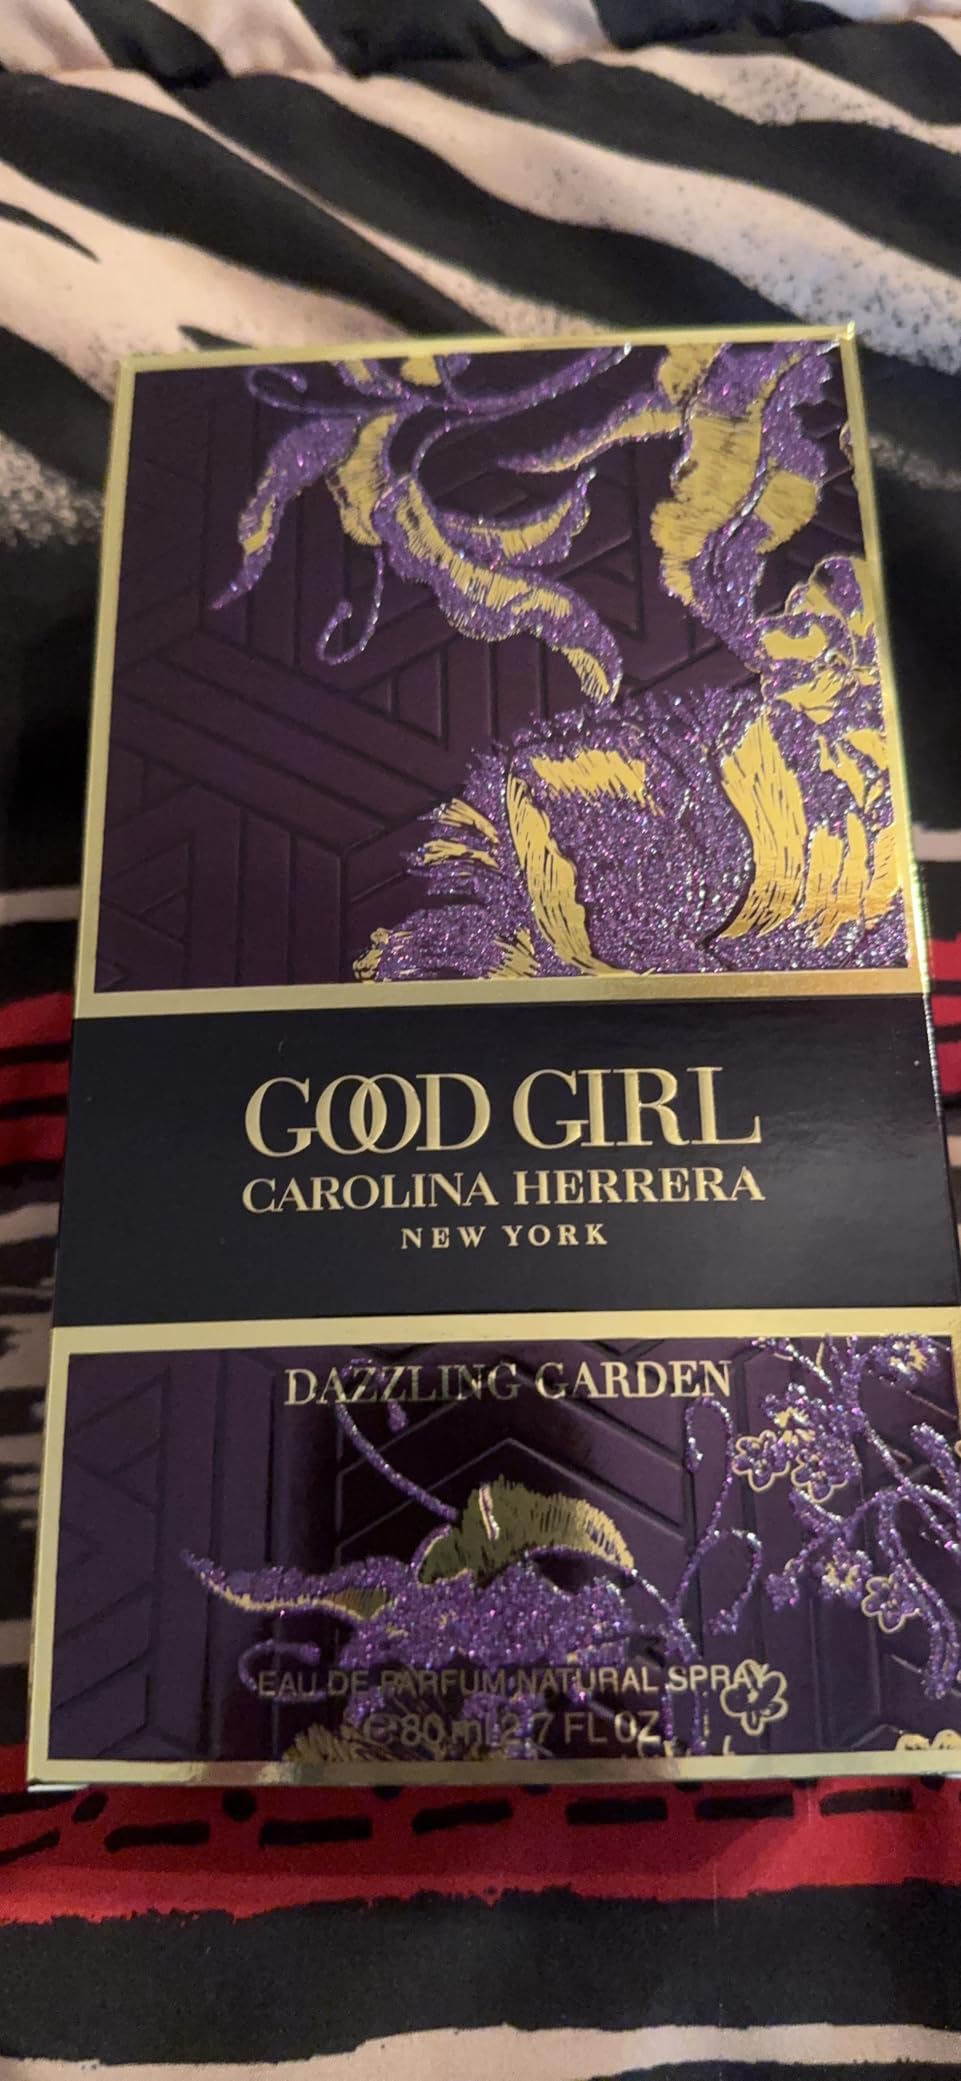 GOOD GIRL
CAROLINA HERRERA
NEW YORK
DAZZLING GARDEN
EAU DE PARFUM NATURAL SPRAY
℮ 80 ml 2.7 FL OZ